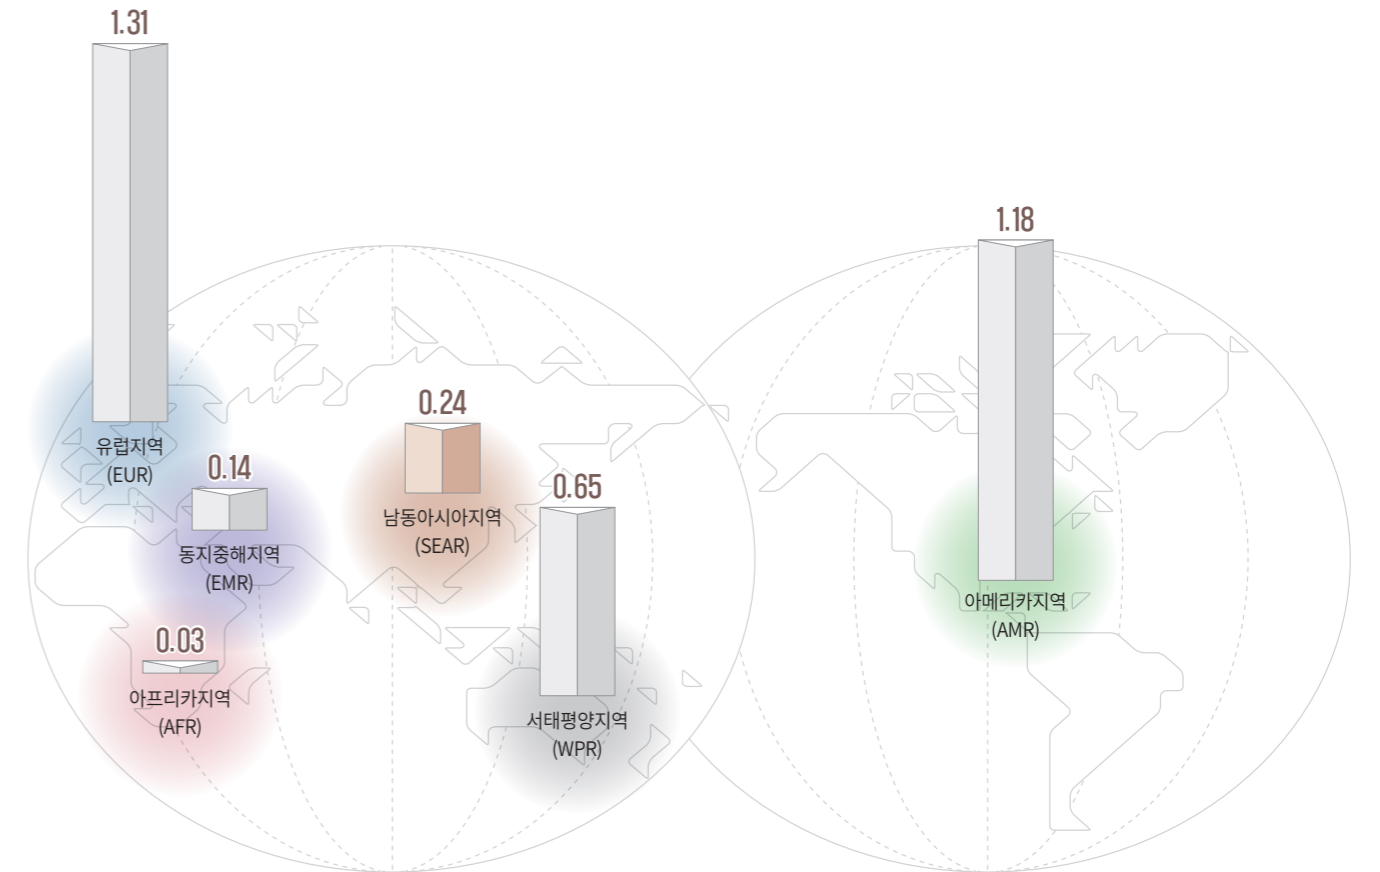 1.31
유럽지역
(EUR)
0.14
동지중해지역
(EMR)
0.03
아프리카지역
(AFR)
0.24
남동아시아지역
(SEAR)
0.65
서태평양지역
(WPR)
1.18
아메리카지역
(AMR)